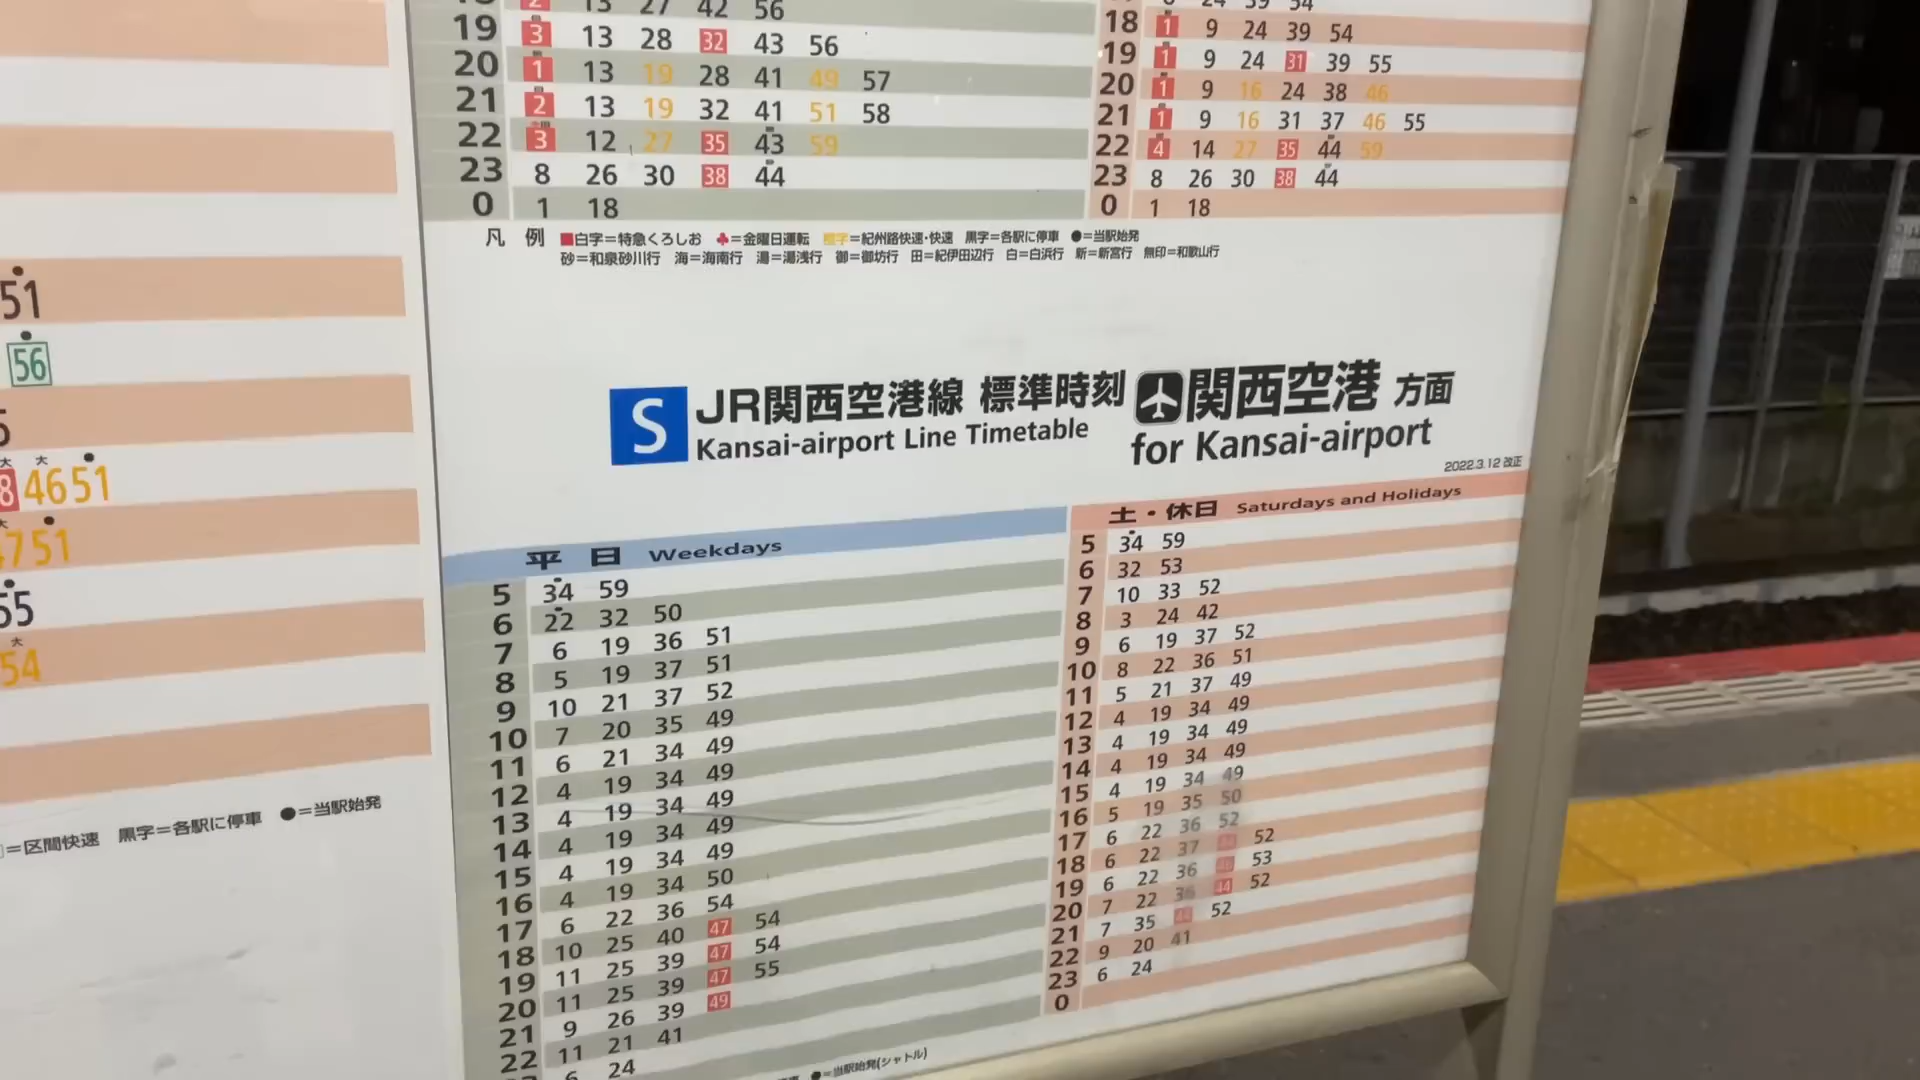 13 27 42 56
19 3 13 28 32 43 56
20 1 13 19 28 41 49 57
21 2 13 19 32 41 51 58
22 3 12 27 35 43 59
23 8 26 30 38 44
0 1 18
18 1 9 24 39 54
19 1 9 24 31 39 55
20 1 9 16 24 38 46
21 1 9 16 31 37 46 55
22 4 14 27 35 44 59
23 8 26 30 38 44
0 1 18
凡 例 ■白字=特急くろしお ♣=金曜日運転 橙字=紀州路快速・快速 黒字=各駅に停車 ●=当駅始発
砂=和泉砂川行 海=海南行 湯=湯浅行 御=御坊行 田=紀伊田辺行 白=白浜行 新=新宮行 無印=和歌山行
51
56
46 51
51
54
=区間快速 黒字=各駅に停車 ●=当駅始発
S JR関西空港線 標準時刻 関西空港 方面
Kansai-airport Line Timetable for Kansai-airport
2022.3.12 改正
平 日 Weekdays
5 34 59
6 22 32 50
7 6 19 36 51
8 5 19 37 51
9 10 21 37 52
10 7 20 35 49
11 6 21 34 49
12 4 19 34 49
13 4 19 34 49
14 4 19 34 49
15 4 19 34 49
16 4 19 34 50
17 6 22 36 54
18 10 25 40 47 54
19 11 25 39 47 54
20 11 25 39 47 55
21 9 26 39 49
22 11 21 41
6 24
●=当駅始発(シャトル)
土・休日 Saturdays and Holidays
5 34 59
6 32 53
7 10 33 52
8 3 24 42
9 6 19 37 52
10 8 22 36 51
11 5 21 37 49
12 4 19 34 49
13 4 19 34 49
14 4 19 34 49
15 4 19 34 49
16 5 19 35 50
17 6 22 36 52
18 6 22 37 52
19 6 22 36 53
20 7 22 36 44 52
21 7 35 52
22 9 20 41
23 6 24
0